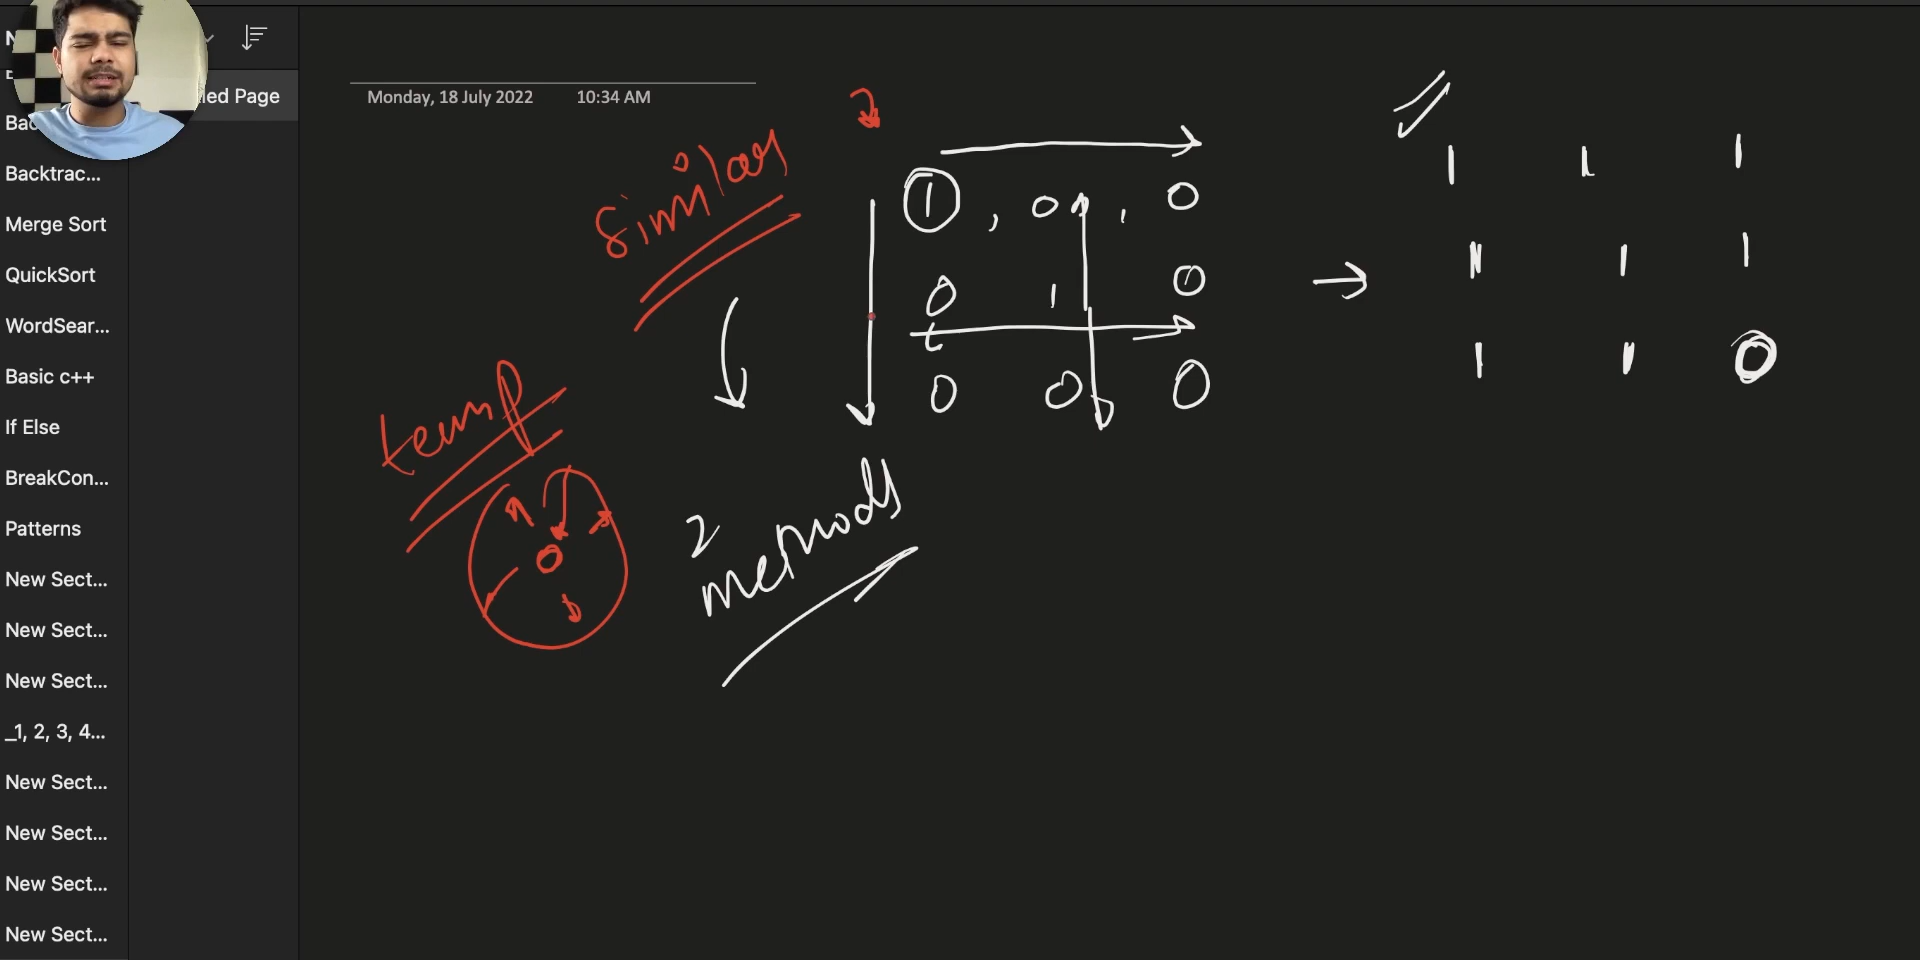 led Page
Bac
Backtrac...
Merge Sort
QuickSort
WordSear...
Basic c++
If Else
BreakCon...
Patterns
New Sect...
New Sect...
New Sect...
_1, 2, 3, 4...
New Sect...
New Sect...
New Sect...
New Sect...
Monday, 18 July 2022 10:34 AM
similar
1, 0, 0
0 1 0
0 0 0
→
1 1 1
1 1 1
1 1 0
temp
0
2
methods